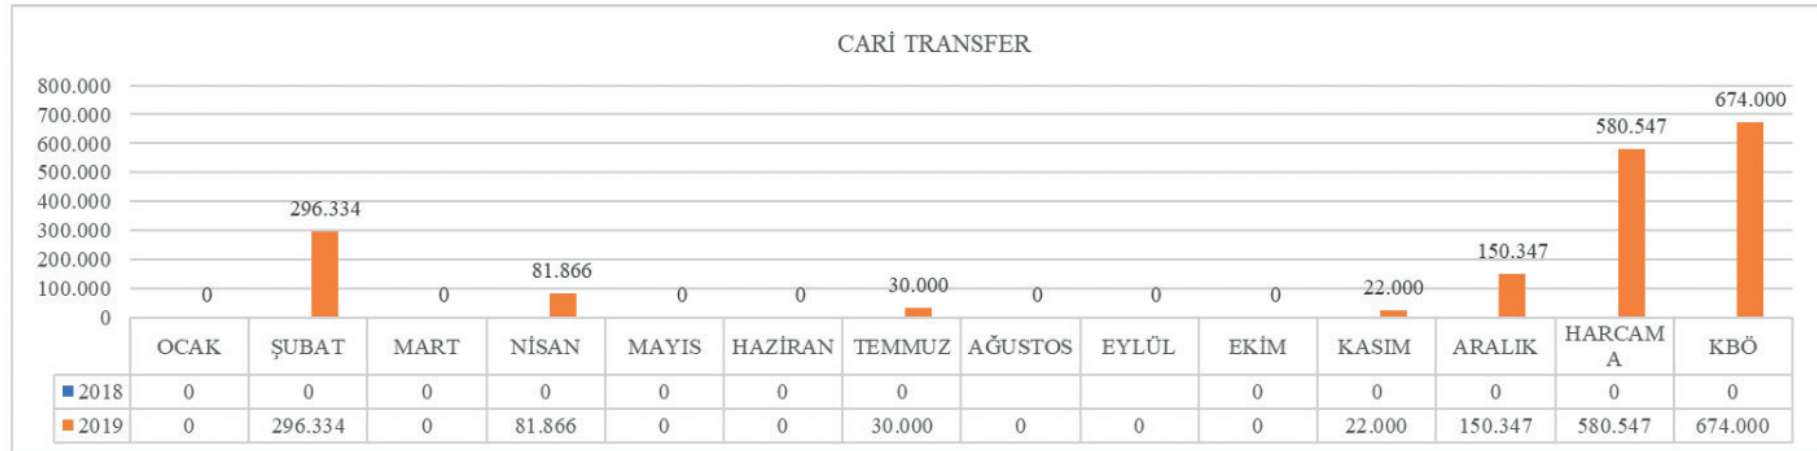 CARİ TRANSFER
800.000
700.000
600.000
500.000
400.000
300.000
200.000
100.000
0
0 296.334 0 81.866 0 0 30.000 0 0 0 22.000 150.347 580.547 674.000
OCAK ŞUBAT MART NİSAN MAYIS HAZİRAN TEMMUZ AĞUSTOS EYLÜL EKİM KASIM ARALIK HARCAM KBÖ
A
2018 0 0 0 0 0 0 0 0 0 0 0 0
2019 0 296.334 0 81.866 0 0 30.000 0 0 0 22.000 150.347 580.547 674.000